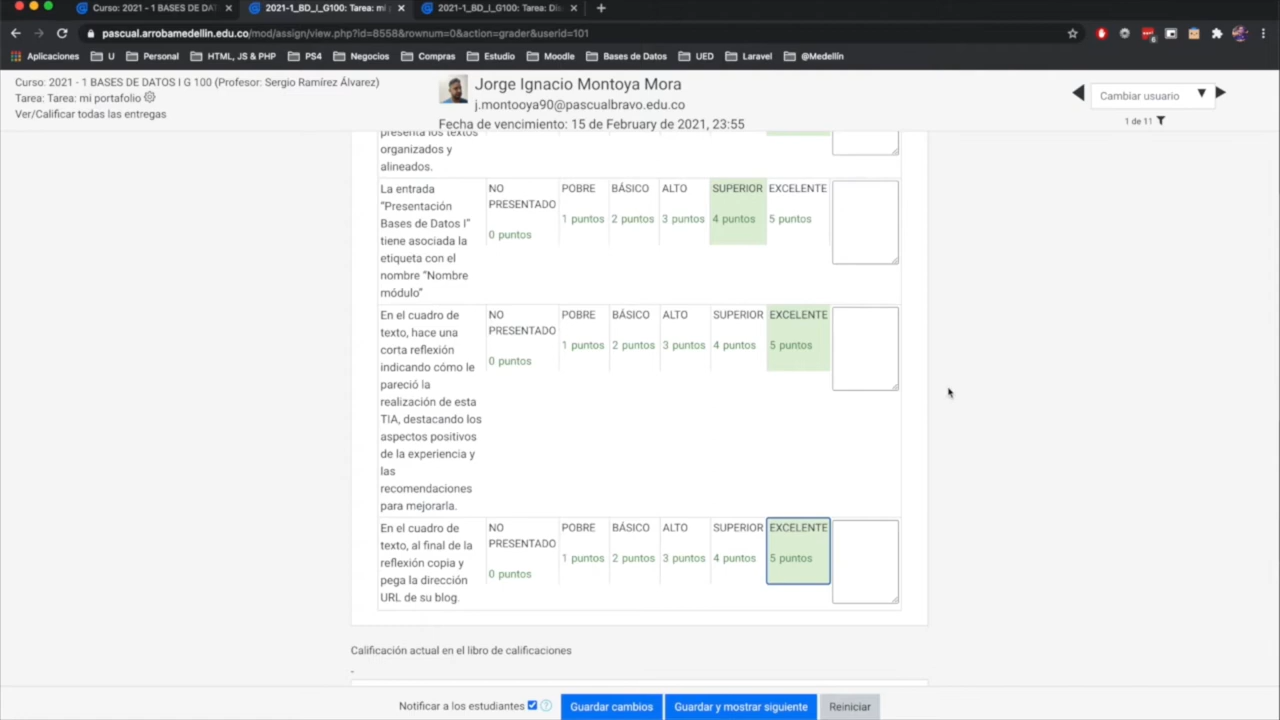 Curso: 2021 - 1 BASES DE DAT
2021-1_BD_I_G100: Tarea: mi p
2021-1_BD_I_G100: Tarea: Di
pascual.arrobamedellin.edu.co/mod/assign/view.php?id=8558&rownum=0&action=grader&userid=101
Aplicaciones U Personal HTML, JS & PHP PS4 Negocios Compras Estudio Moodle Bases de Datos UED Laravel @Medellín
Curso: 2021 - 1 BASES DE DATOS I G 100 (Profesor: Sergio Ramírez Álvarez)
Tarea: Tarea: mi portafolio
Ver/Calificar todas las entregas
Jorge Ignacio Montoya Mora
j.montooya90@pascualbravo.edu.co
Fecha de vencimiento: 15 de February de 2021, 23:55
Cambiar usuario
1 de 11
presenta los textos
organizados y
alineados.
La entrada
“Presentación
Bases de Datos I”
tiene asociada la
etiqueta con el
nombre “Nombre
módulo”
NO
PRESENTADO
0 puntos
POBRE
1 puntos
BÁSICO
2 puntos
ALTO
3 puntos
SUPERIOR
4 puntos
EXCELENTE
5 puntos
En el cuadro de
texto, hace una
corta reflexión
indicando cómo le
pareció la
realización de esta
TIA, destacando los
aspectos positivos
de la experiencia y
las
recomendaciones
para mejorarla.
NO
PRESENTADO
0 puntos
POBRE
1 puntos
BÁSICO
2 puntos
ALTO
3 puntos
SUPERIOR
4 puntos
EXCELENTE
5 puntos
En el cuadro de
texto, al final de la
reflexión copia y
pega la dirección
URL de su blog.
NO
PRESENTADO
0 puntos
POBRE
1 puntos
BÁSICO
2 puntos
ALTO
3 puntos
SUPERIOR
4 puntos
EXCELENTE
5 puntos
Calificación actual en el libro de calificaciones
-
Notificar a los estudiantes
Guardar cambios
Guardar y mostrar siguiente
Reiniciar